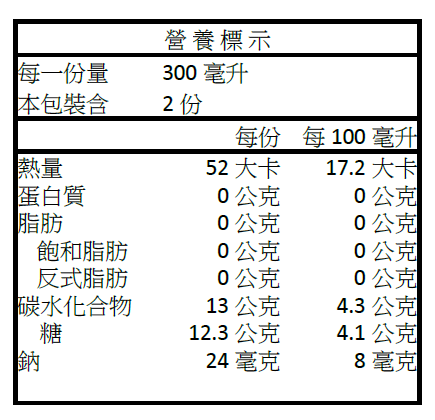 營養標示
每一份量 300 毫升
本包裝含 2 份
每份 每 100 毫升
熱量 52 大卡 17.2 大卡
蛋白質 0 公克 0 公克
脂肪 0 公克 0 公克
飽和脂肪 0 公克 0 公克
反式脂肪 0 公克 0 公克
碳水化合物 13 公克 4.3 公克
糖 12.3 公克 4.1 公克
鈉 24 毫克 8 毫克